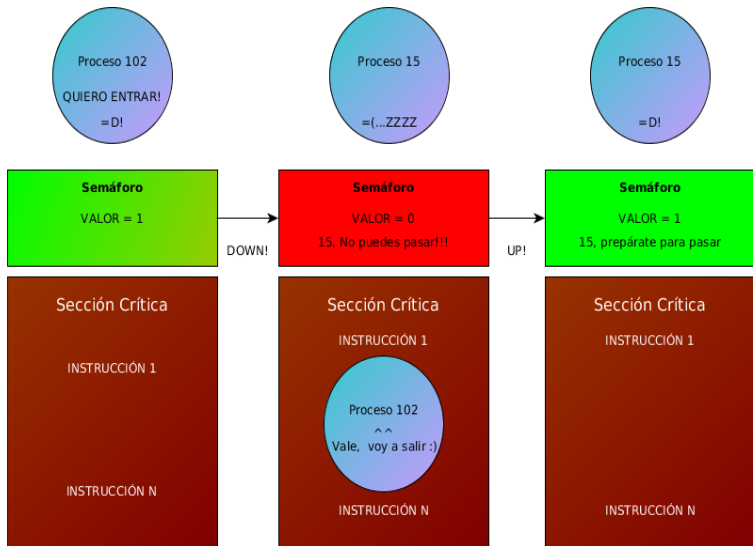 Proceso 102
QUIERO ENTRAR!
=D!
Proceso 15
=(...ZZZZ
Proceso 15
=D!
Semáforo
VALOR = 1
DOWN!
Semáforo
VALOR = 0
15, No puedes pasar!!!
UP!
Semáforo
VALOR = 1
15, prepárate para pasar
Sección Crítica
INSTRUCCIÓN 1
INSTRUCCIÓN N
Sección Crítica
INSTRUCCIÓN 1
Proceso 102
^^
Vale, voy a salir :)
INSTRUCCIÓN N
Sección Crítica
INSTRUCCIÓN 1
INSTRUCCIÓN N